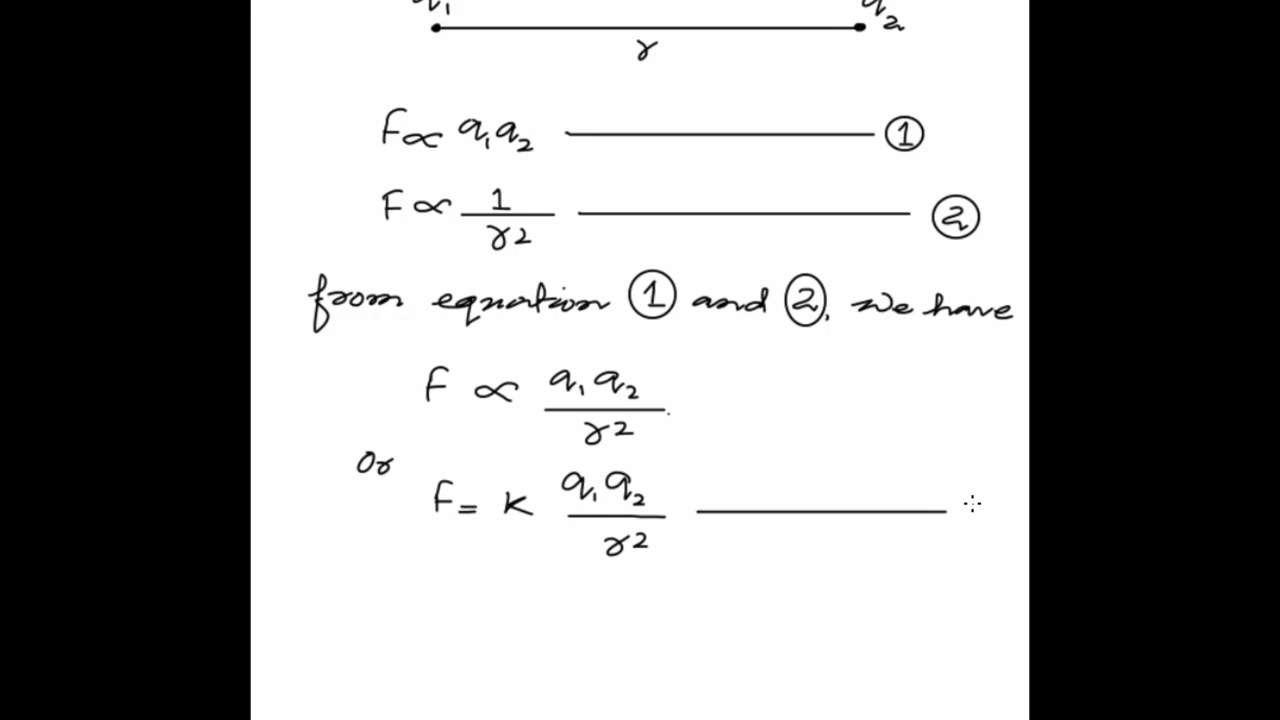 q₁ q₂
r
F ∝ q₁q₂ ——— ①
F ∝ 1/r² ——— ②
from equation ① and ②, we have
F ∝ q₁q₂/r²
Or
F = K q₁q₂/r² ———